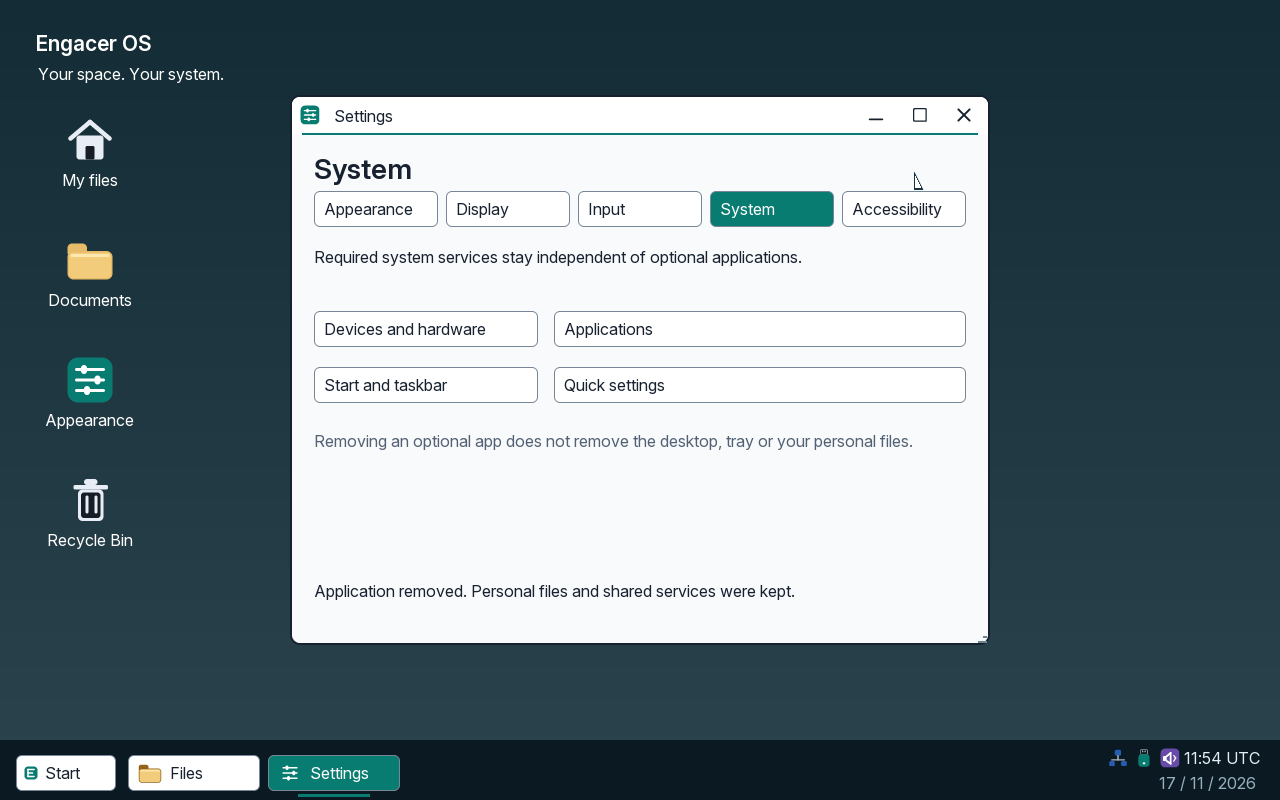 Engacer OS
Your space. Your system.
My files
Documents
Appearance
Recycle Bin
Settings
System
Appearance
Display
Input
System
Accessibility
Required system services stay independent of optional applications.
Devices and hardware
Applications
Start and taskbar
Quick settings
Removing an optional app does not remove the desktop, tray or your personal files.
Application removed. Personal files and shared services were kept.
Start
Files
Settings
11:54 UTC
17 / 11 / 2026